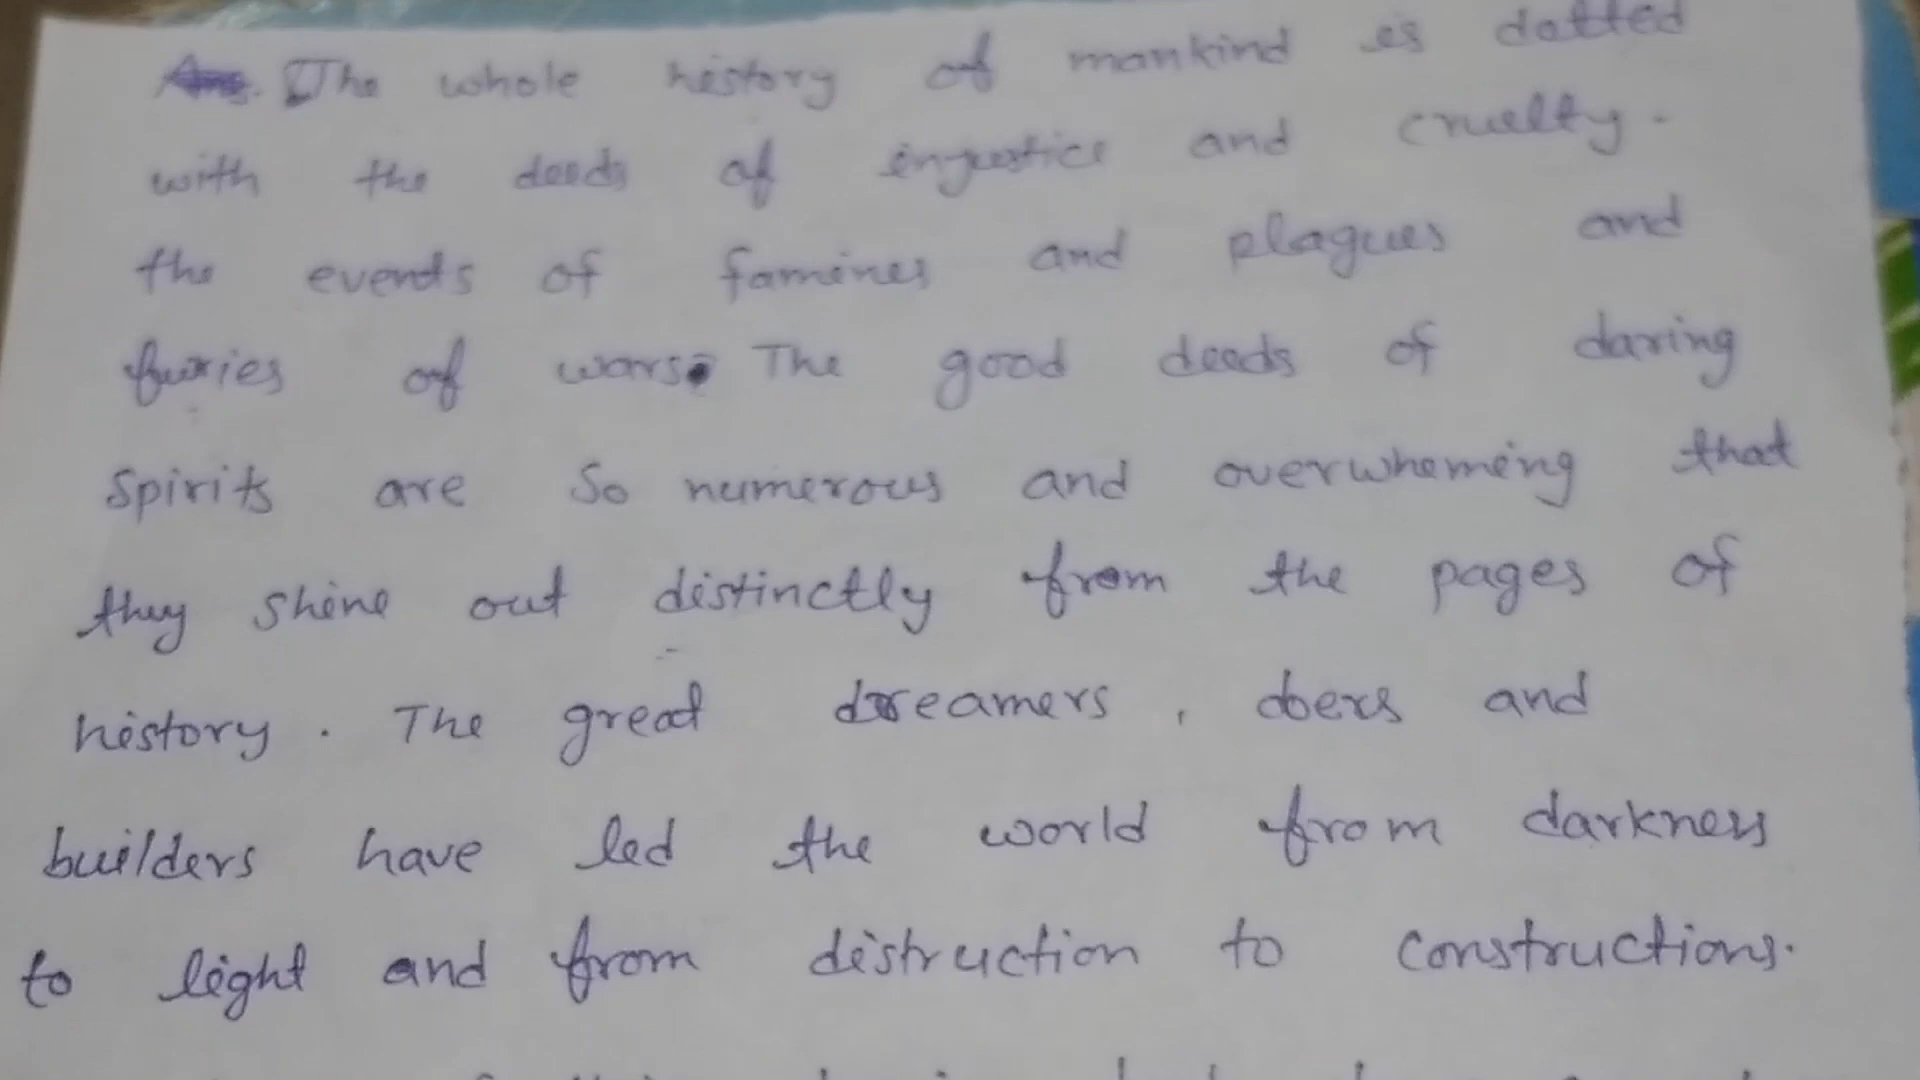 The whole history of mankind is dotted
with the deeds of injustice and cruelty.
the events of famines and plagues and
furies of wars. The good deeds of daring
spirits are so numerous and overwheming that
they shine out distinctly from the pages of
history. The great dreamers, doers and
builders have led the world from darkness
to light and from distruction to constructions.